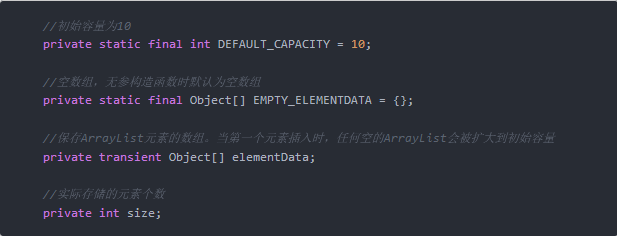 //初始容量为10
private static final int DEFAULT_CAPACITY = 10;
//空数组，无参构造函数时默认为空数组
private static final Object[] EMPTY_ELEMENTDATA = {};
//保存ArrayList元素的数组。当第一个元素插入时，任何空的ArrayList会被扩大到初始容量
private transient Object[] elementData;
//实际存储的元素个数
private int size;